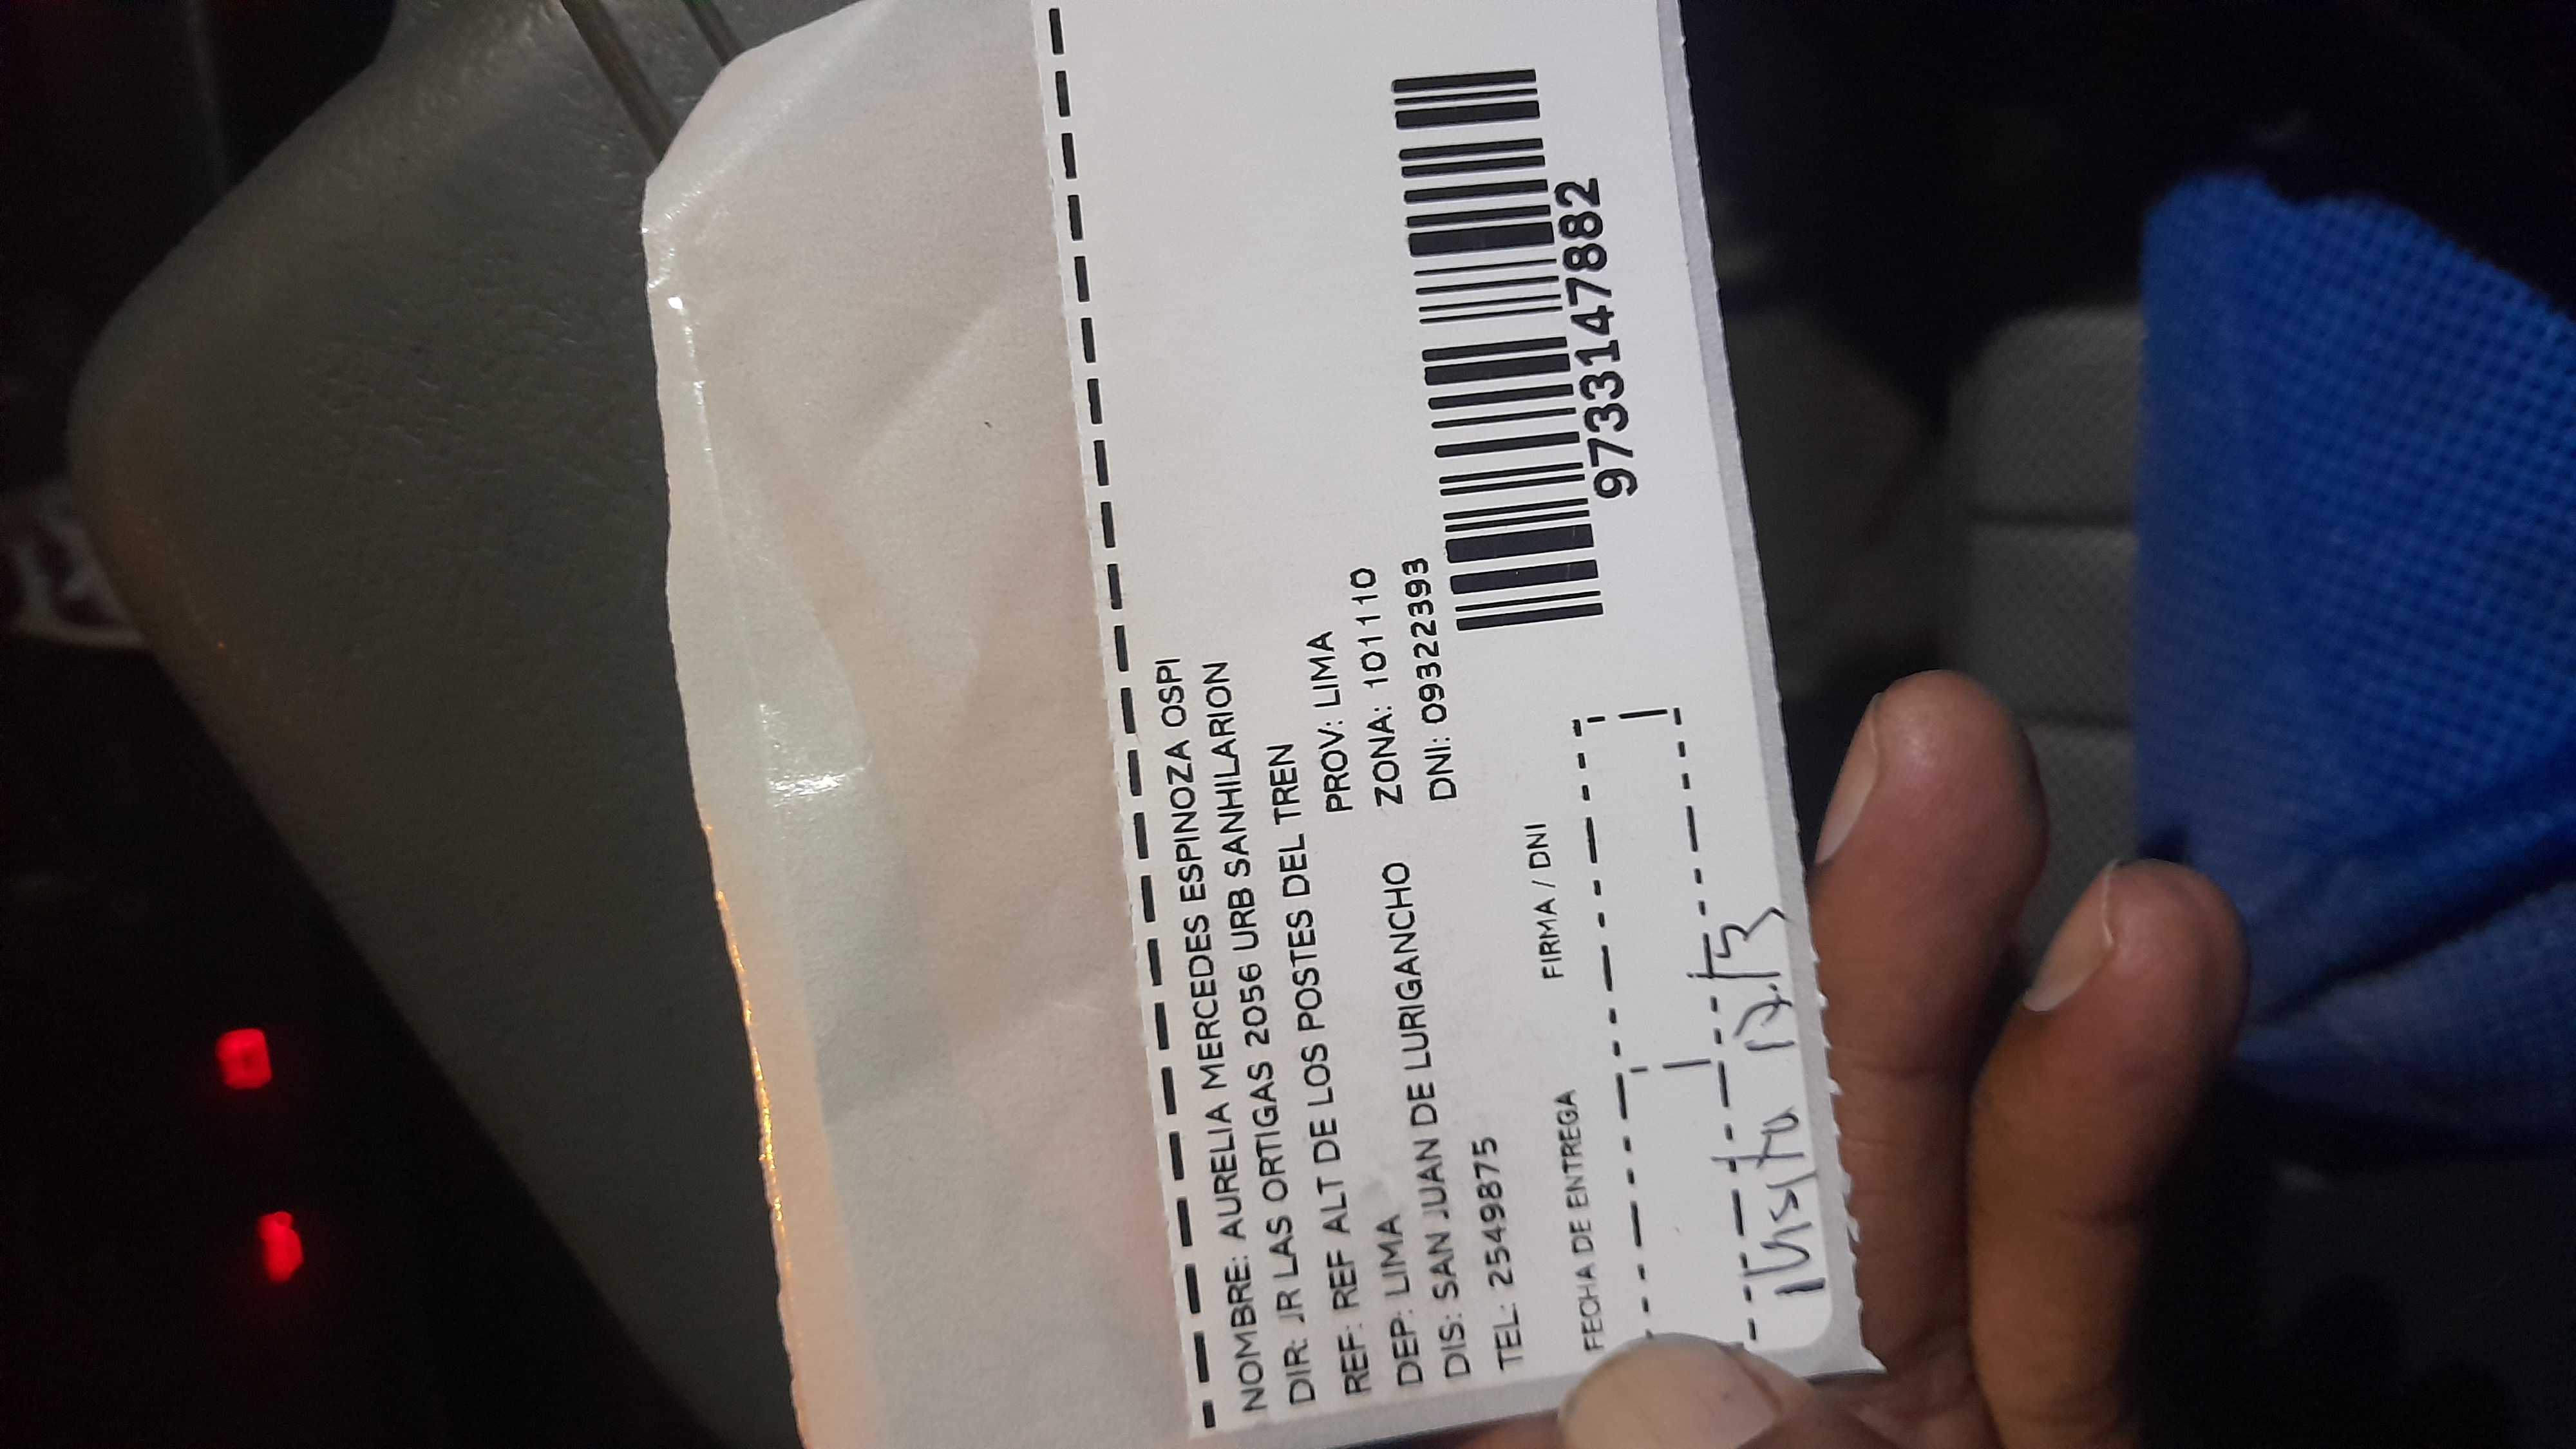 NOMBRE: AURELIA MERCEDES ESPINOZA OSPI
DIR: JR LAS ORTIGAS 2056 URB SANHILARION
REF: REF ALT DE LOS POSTES DEL TREN
DEP: LIMA PROV: LIMA
DIS: SAN JUAN DE LURIGANCHO ZONA: 101110
TEL: 25498875 DNI: 09322393
9733147882
FECHA DE ENTREGA FIRMA / DNI